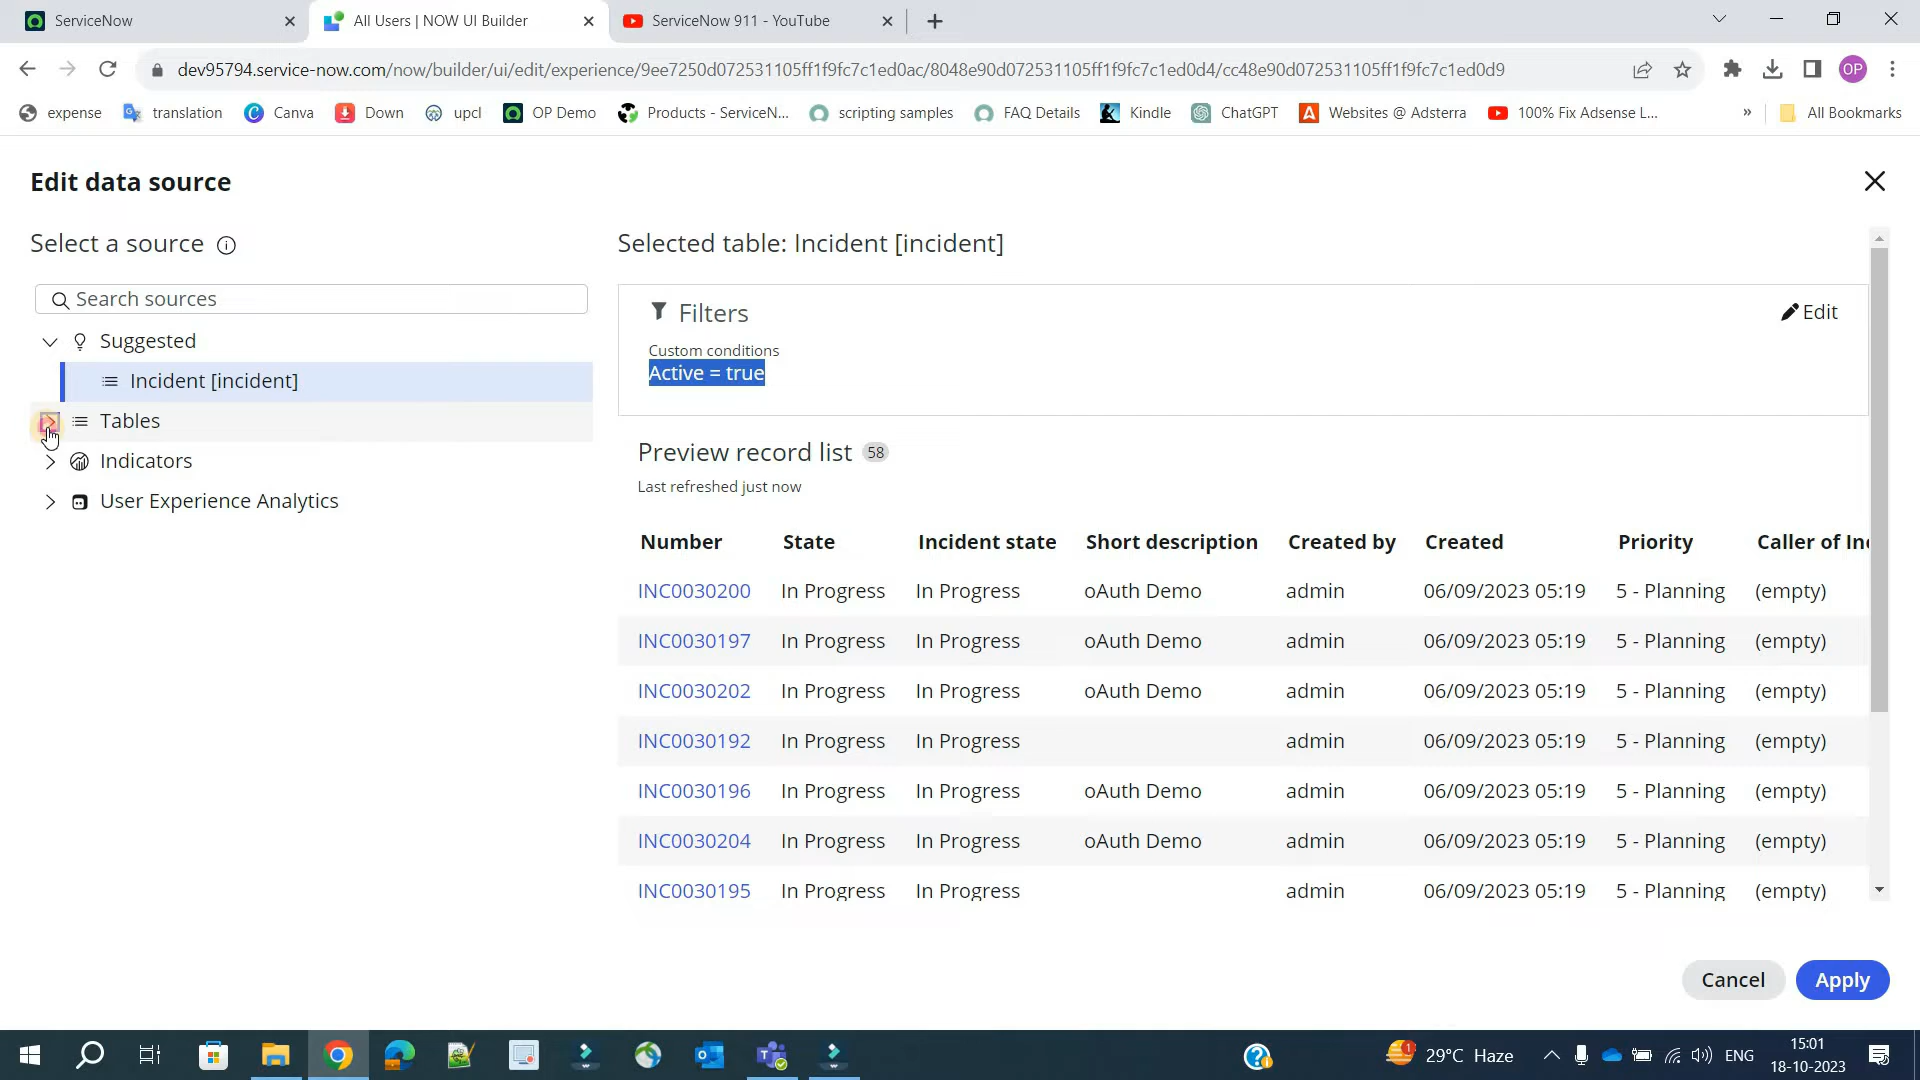 ServiceNow
All Users | NOW UI Builder
ServiceNow 911 - YouTube
dev95794.service-now.com/now/builder/ui/edit/experience/9ee7250d072531105ff1f9fc7c1ed0ac/8048e90d072531105ff1f9fc7c1ed0d4/cc48e90d072531105ff1f9fc7c1ed0d9
OP
expense
translation
Canva
Down
upcl
OP Demo
Products - ServiceN...
scripting samples
FAQ Details
Kindle
ChatGPT
Websites @ Adsterra
100% Fix Adsense L...
»
All Bookmarks
Edit data source
Select a source
Search sources
Suggested
Incident [incident]
Tables
Indicators
User Experience Analytics
Selected table: Incident [incident]
Filters
Edit
Custom conditions
Active = true
Preview record list 58
Last refreshed just now
Number State Incident state Short description Created by Created Priority Caller of In
INC0030200 In Progress In Progress oAuth Demo admin 06/09/2023 05:19 5 - Planning (empty)
INC0030197 In Progress In Progress oAuth Demo admin 06/09/2023 05:19 5 - Planning (empty)
INC0030202 In Progress In Progress oAuth Demo admin 06/09/2023 05:19 5 - Planning (empty)
INC0030192 In Progress In Progress admin 06/09/2023 05:19 5 - Planning (empty)
INC0030196 In Progress In Progress oAuth Demo admin 06/09/2023 05:19 5 - Planning (empty)
INC0030204 In Progress In Progress oAuth Demo admin 06/09/2023 05:19 5 - Planning (empty)
INC0030195 In Progress In Progress admin 06/09/2023 05:19 5 - Planning (empty)
Cancel
Apply
1
29°C Haze
ENG
15:01
18-10-2023